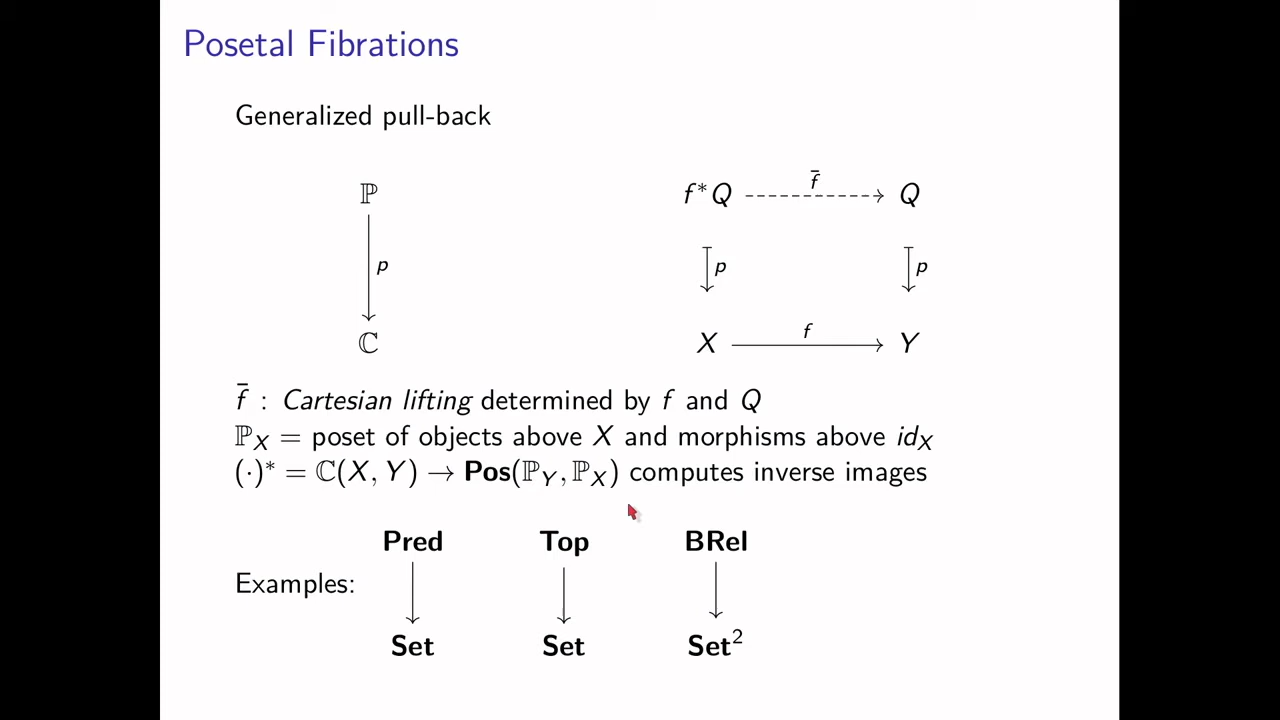 Posetal Fibrations
Generalized pull-back
ℙ
p
ℂ
f*Q f̄ Q
p p
X f Y
f̄ : Cartesian lifting determined by f and Q
ℙ_X = poset of objects above X and morphisms above id_X
(·)* = ℂ(X, Y) → Pos(ℙ_Y, ℙ_X) computes inverse images
Pred Top BRel
Examples:
Set Set Set²